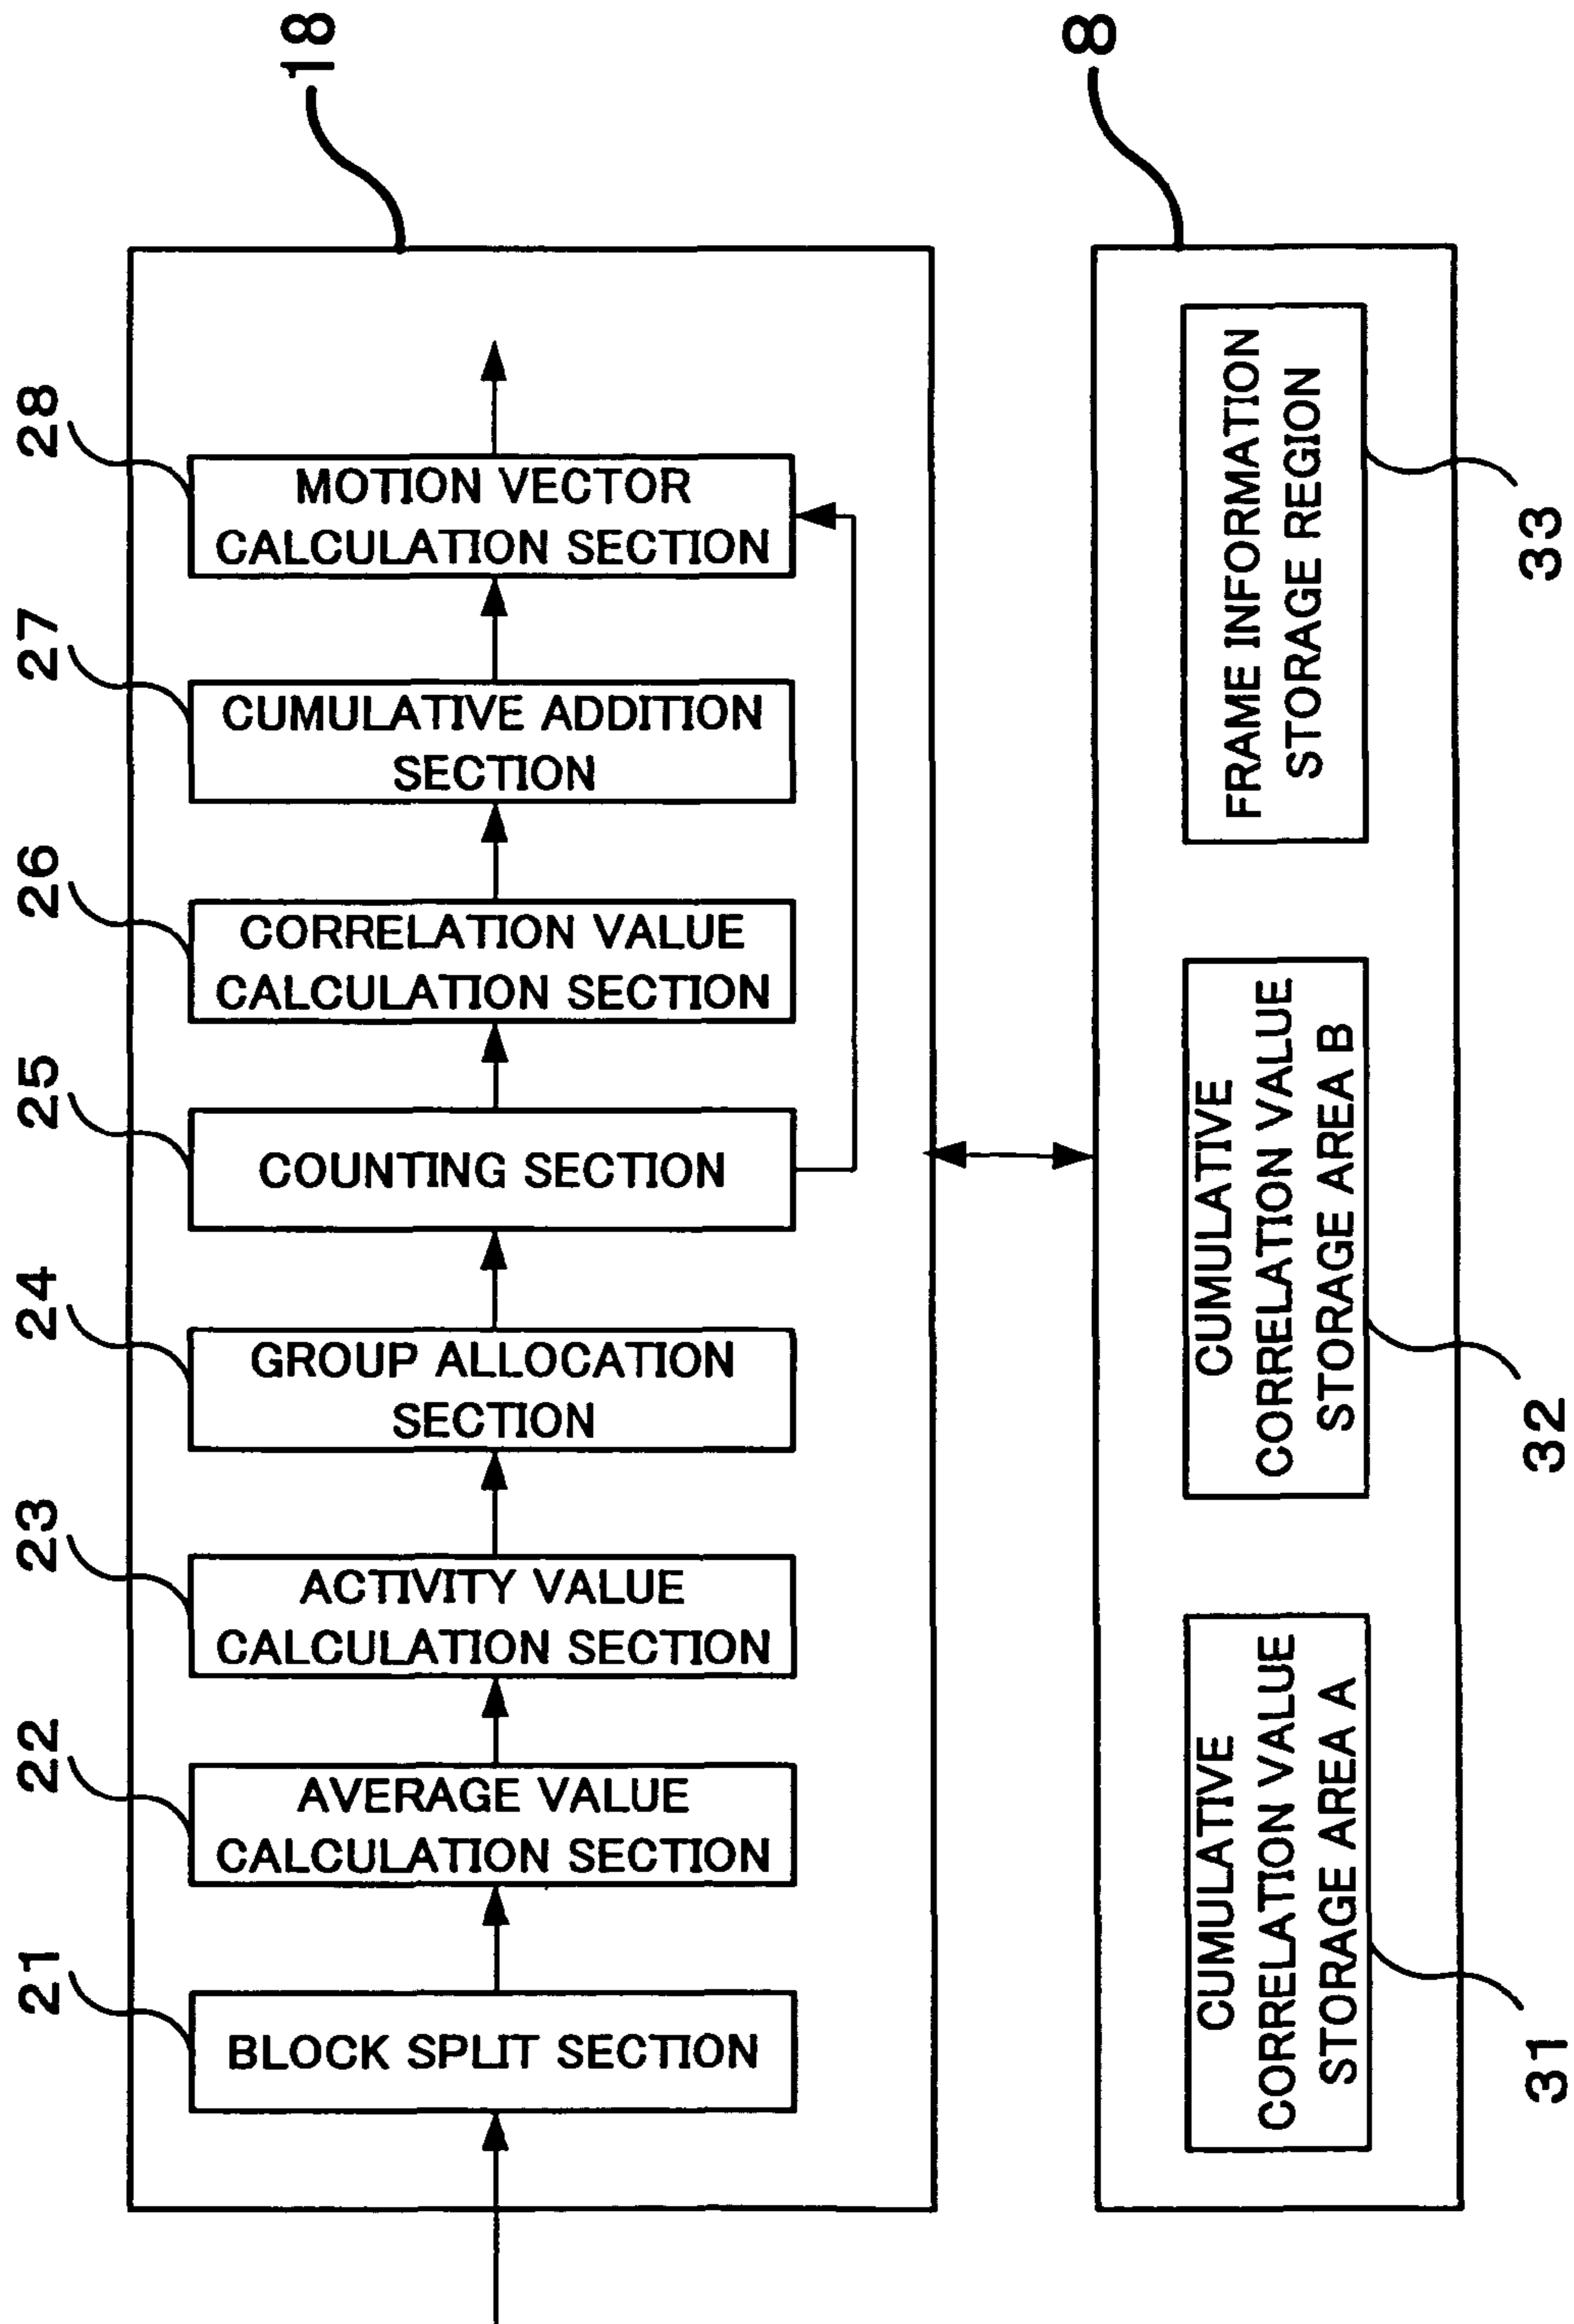 18
28
MOTION VECTOR
CALCULATION SECTION
27
CUMULATIVE ADDITION
SECTION
26
CORRELATION VALUE
CALCULATION SECTION
25
COUNTING SECTION
24
GROUP ALLOCATION
SECTION
23
ACTIVITY VALUE
CALCULATION SECTION
22
AVERAGE VALUE
CALCULATION SECTION
21
BLOCK SPLIT SECTION
8
FRAME INFORMATION
STORAGE REGION
33
CUMULATIVE
CORRELATION VALUE
STORAGE AREA B
32
CUMULATIVE
CORRELATION VALUE
STORAGE AREA A
31